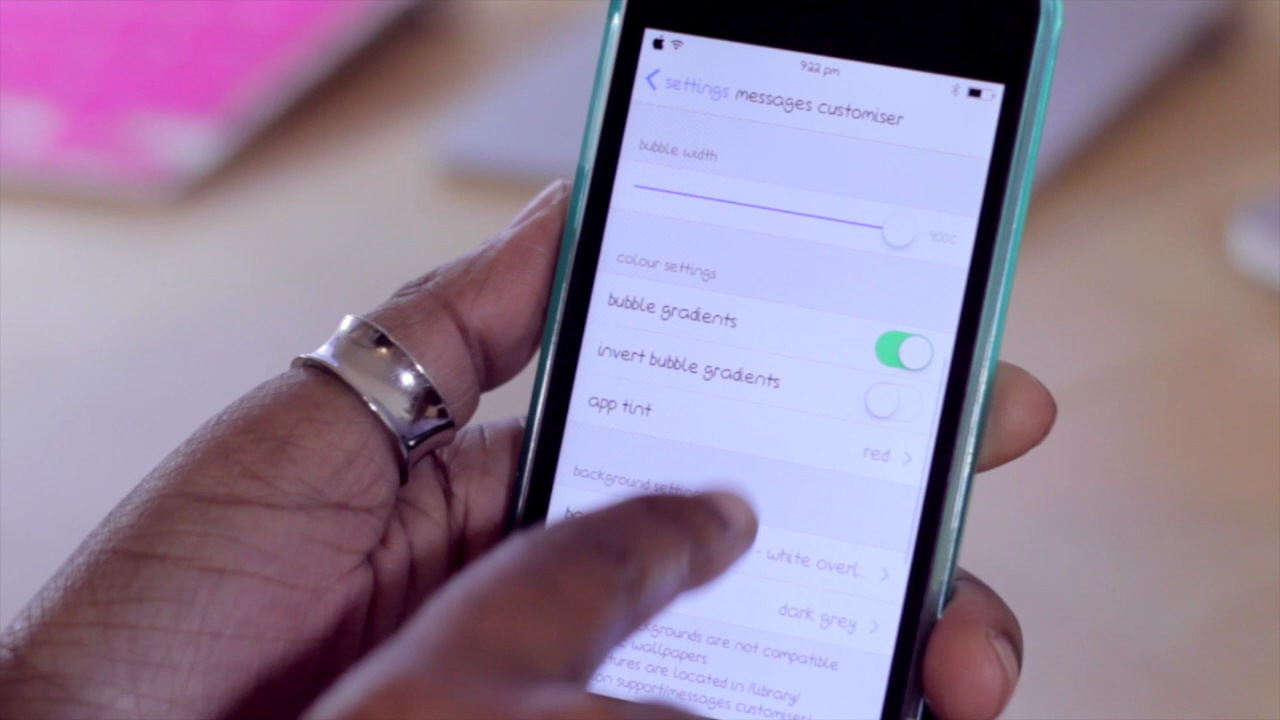 9:22 pm
settings messages customiser
bubble width
colour settings
bubble gradients
invert bubble gradients
app tint
red
background
- white overl...
dark grey
are not compatible
wallpapers.
are located in /library/
support/messages customiser/